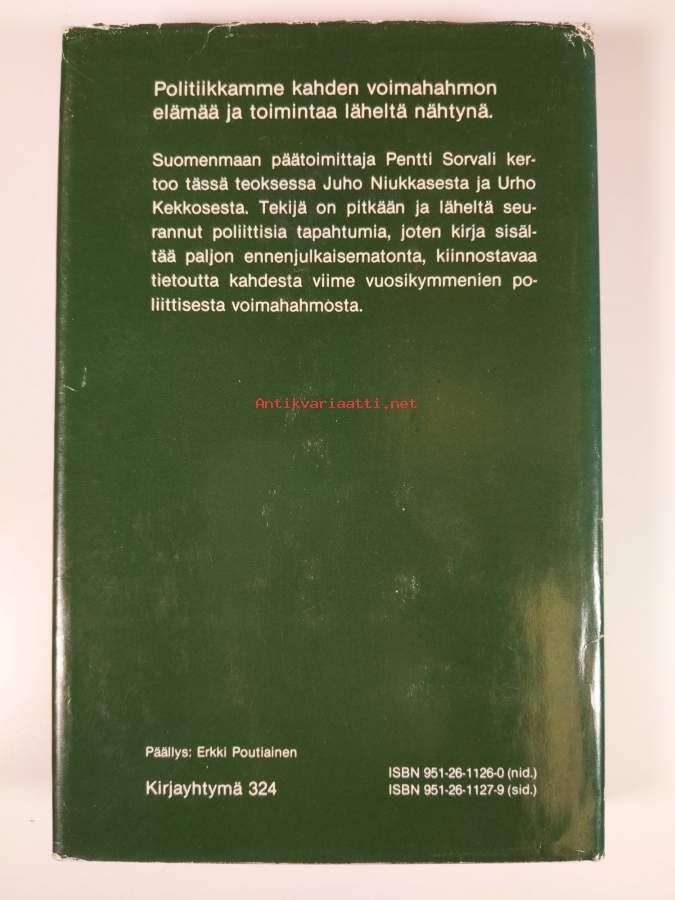 Politiikkamme kahden voimahahmon
elämää ja toimintaa läheltä nähtynä.
Suomenmaan päätoimittaja Pentti Sorvali ker-
too tässä teoksessa Juho Niukkasesta ja Urho
Kekkosesta. Tekijä on pitkään ja läheltä seu-
rannut poliittisia tapahtumia, joten kirja sisäl-
tää paljon ennenjulkaisematonta, kiinnostavaa
tietoutta kahdesta viime vuosikymmenien po-
liittisesta voimahahmosta.
Antikvariaatti.net
Päällys: Erkki Poutiainen
Kirjayhtymä 324
ISBN 951-26-1126-0 (nid.)
ISBN 951-26-1127-9 (sid.)